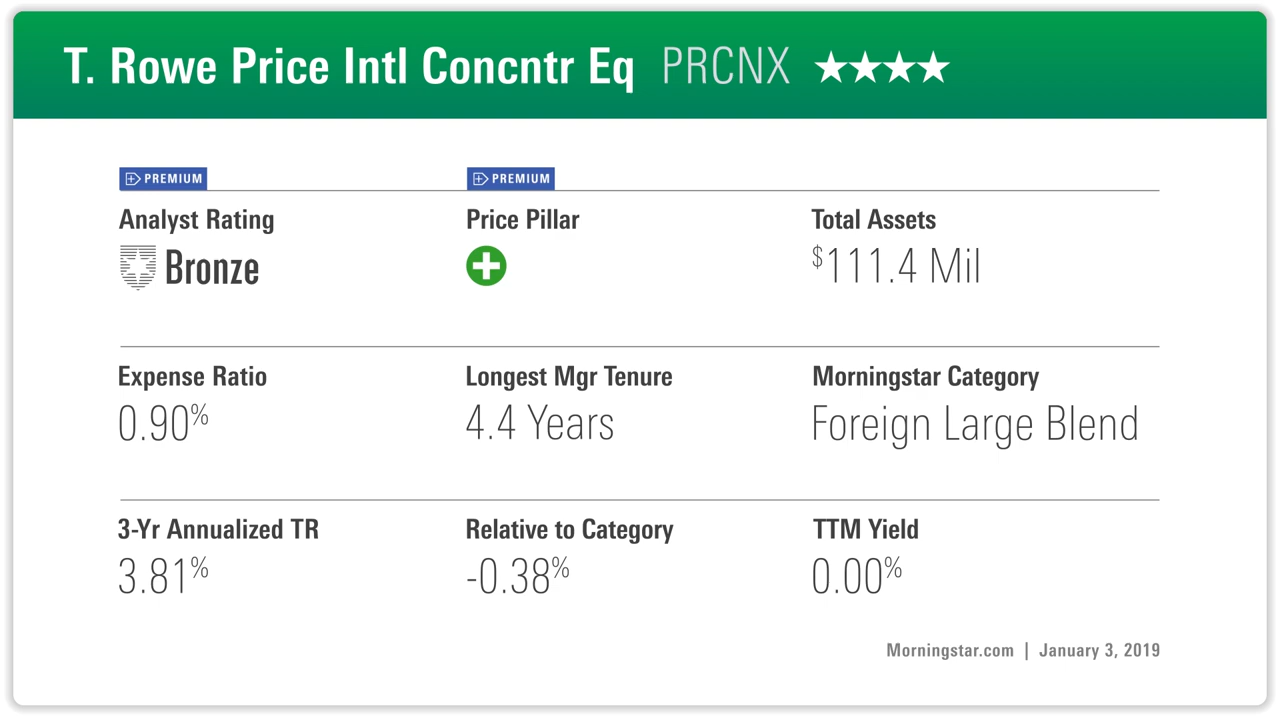 T. Rowe Price Intl Concntr Eq PRCNX ★★★★
PREMIUM PREMIUM
Analyst Rating Price Pillar Total Assets
Bronze $111.4 Mil
Expense Ratio Longest Mgr Tenure Morningstar Category
0.90% 4.4 Years Foreign Large Blend
3-Yr Annualized TR Relative to Category TTM Yield
3.81% -0.38% 0.00%
Morningstar.com | January 3, 2019